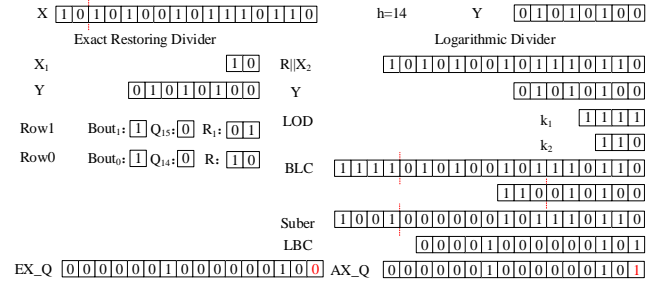 X 1 0 1 0 1 0 0 1 0 1 1 1 0 1 1 0 h=14 Y 0 1 0 1 0 1 0 0
Exact Restoring Divider Logarithmic Divider
X1 1 0 R||X2 1 0 1 0 1 0 0 1 0 1 1 1 0 1 1 0
Y 0 1 0 1 0 1 0 0 Y 0 1 0 1 0 1 0 0
Row1 Bout1: 1 Q15: 0 R1: 0 1 LOD k1 1 1 1 1
k2 1 1 0
Row0 Bout0: 1 Q14: 0 R: 1 0 BLC 1 1 1 1 0 1 0 1 0 0 1 0 1 1 1 0 1 1 0
1 1 0 0 1 0 1 0 0
Suber 1 0 0 1 0 0 0 0 0 0 1 0 1 1 1 0 1 1 0
LBC 0 0 0 0 1 0 0 0 0 0 0 1 0 1
EX_Q 0 0 0 0 0 0 1 0 0 0 0 0 0 1 0 0 AX_Q 0 0 0 0 0 0 1 0 0 0 0 0 0 1 0 1